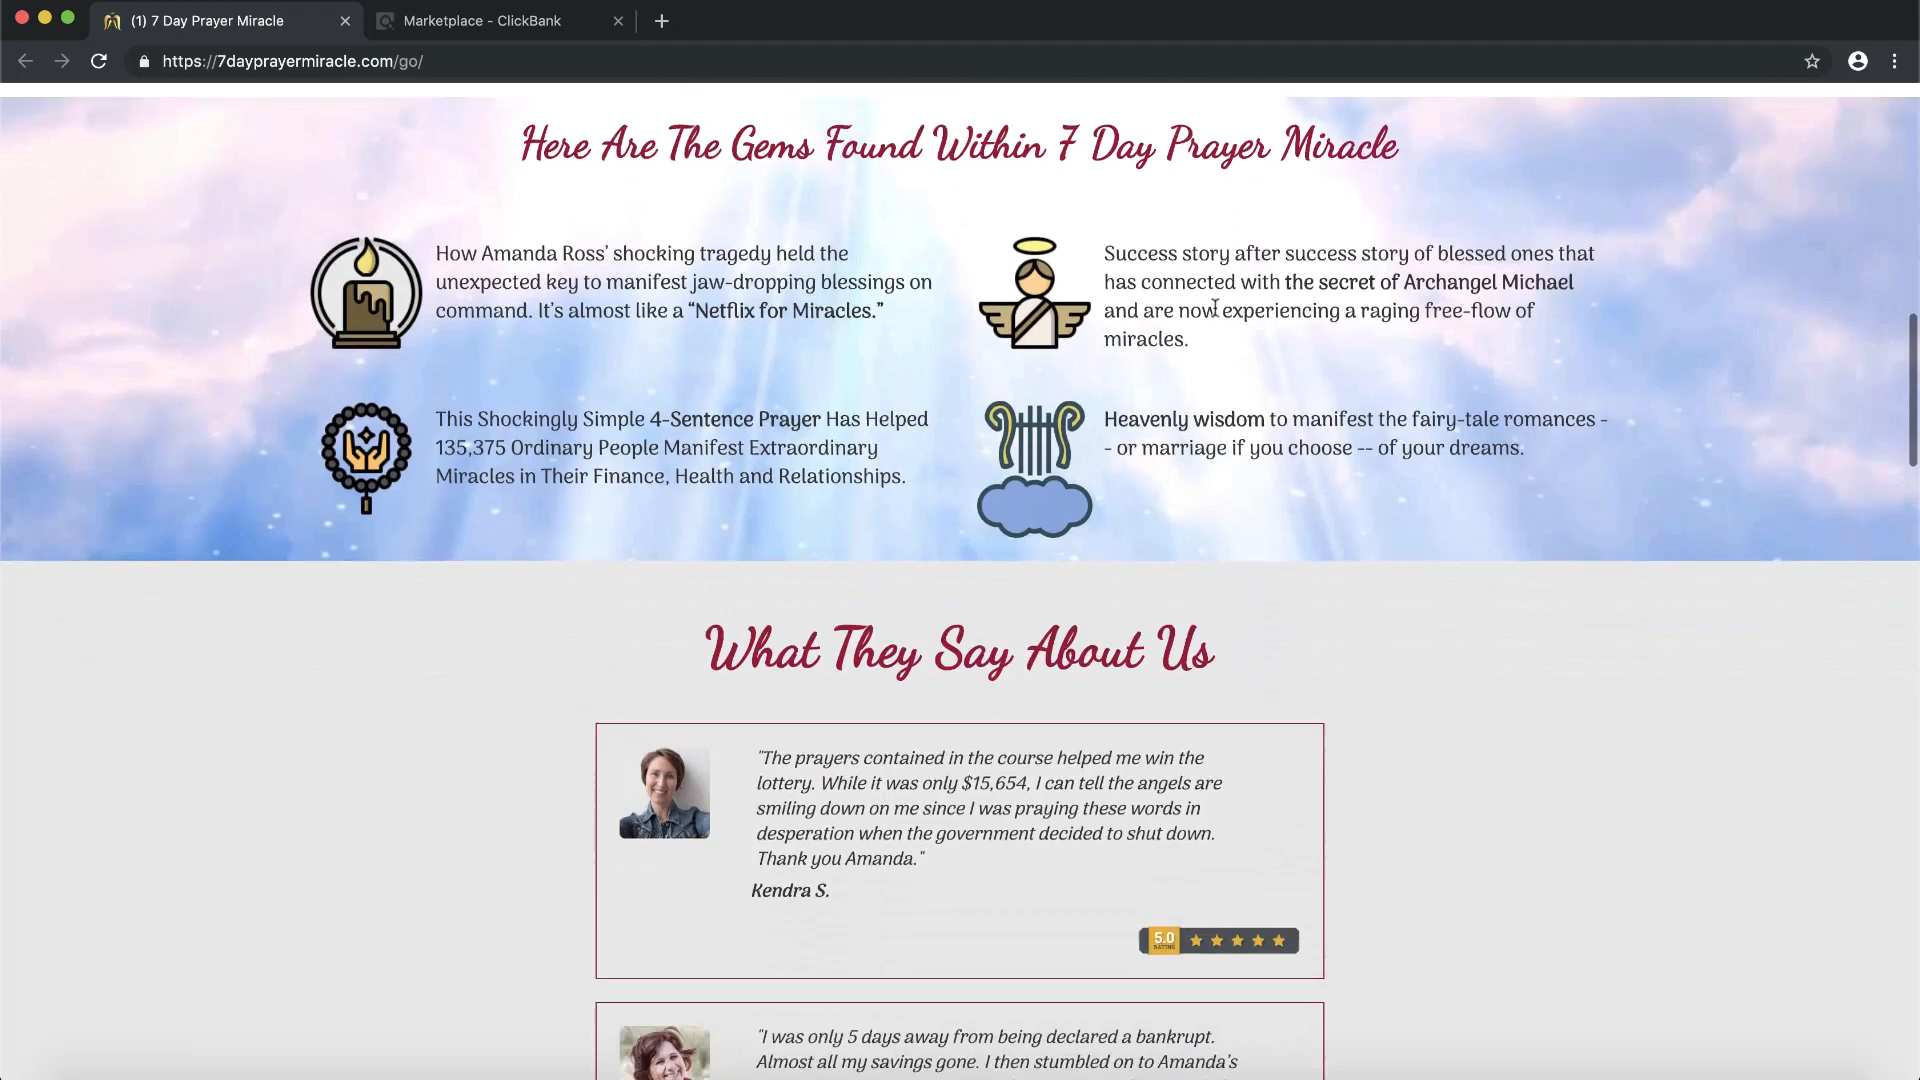 (1) 7 Day Prayer Miracle
Marketplace - ClickBank
https://7dayprayermiracle.com/go/
Here Are The Gems Found Within 7 Day Prayer Miracle
How Amanda Ross’ shocking tragedy held the
unexpected key to manifest jaw-dropping blessings on
command. It’s almost like a “Netflix for Miracles.”
Success story after success story of blessed ones that
has connected with the secret of Archangel Michael
and are now experiencing a raging free-flow of
miracles.
This Shockingly Simple 4-Sentence Prayer Has Helped
135,375 Ordinary People Manifest Extraordinary
Miracles in Their Finance, Health and Relationships.
Heavenly wisdom to manifest the fairy-tale romances -
- or marriage if you choose -- of your dreams.
What They Say About Us
"The prayers contained in the course helped me win the
lottery. While it was only $15,654, I can tell the angels are
smiling down on me since I was praying these words in
desperation when the government decided to shut down.
Thank you Amanda."
Kendra S.
5.0
RATING
"I was only 5 days away from being declared a bankrupt.
Almost all my savings gone. I then stumbled on to Amanda’s